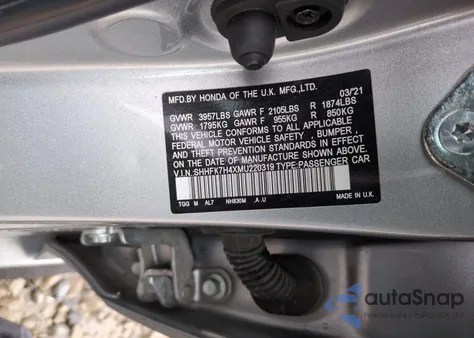 MFD.BY HONDA OF THE U.K. MFG.,LTD. 03/'21
GVWR 3957LBS GAWR F 2105LBS R 1874LBS
GVWR 1795KG GAWR F 955KG R 850KG
THIS VEHICLE CONFORMS TO ALL APPLICABLE
FEDERAL MOTOR VEHICLE SAFETY, BUMPER,
AND THEFT PREVENTION STANDARDS IN EFFECT
ON THE DATE OF MANUFACTURE SHOWN ABOVE.
V.I.N.:SHHFK7H4XMU220319 TYPE:PASSENGER CAR
TGG M AL7 NH830M .A.U MADE IN U.K.
autoSnap